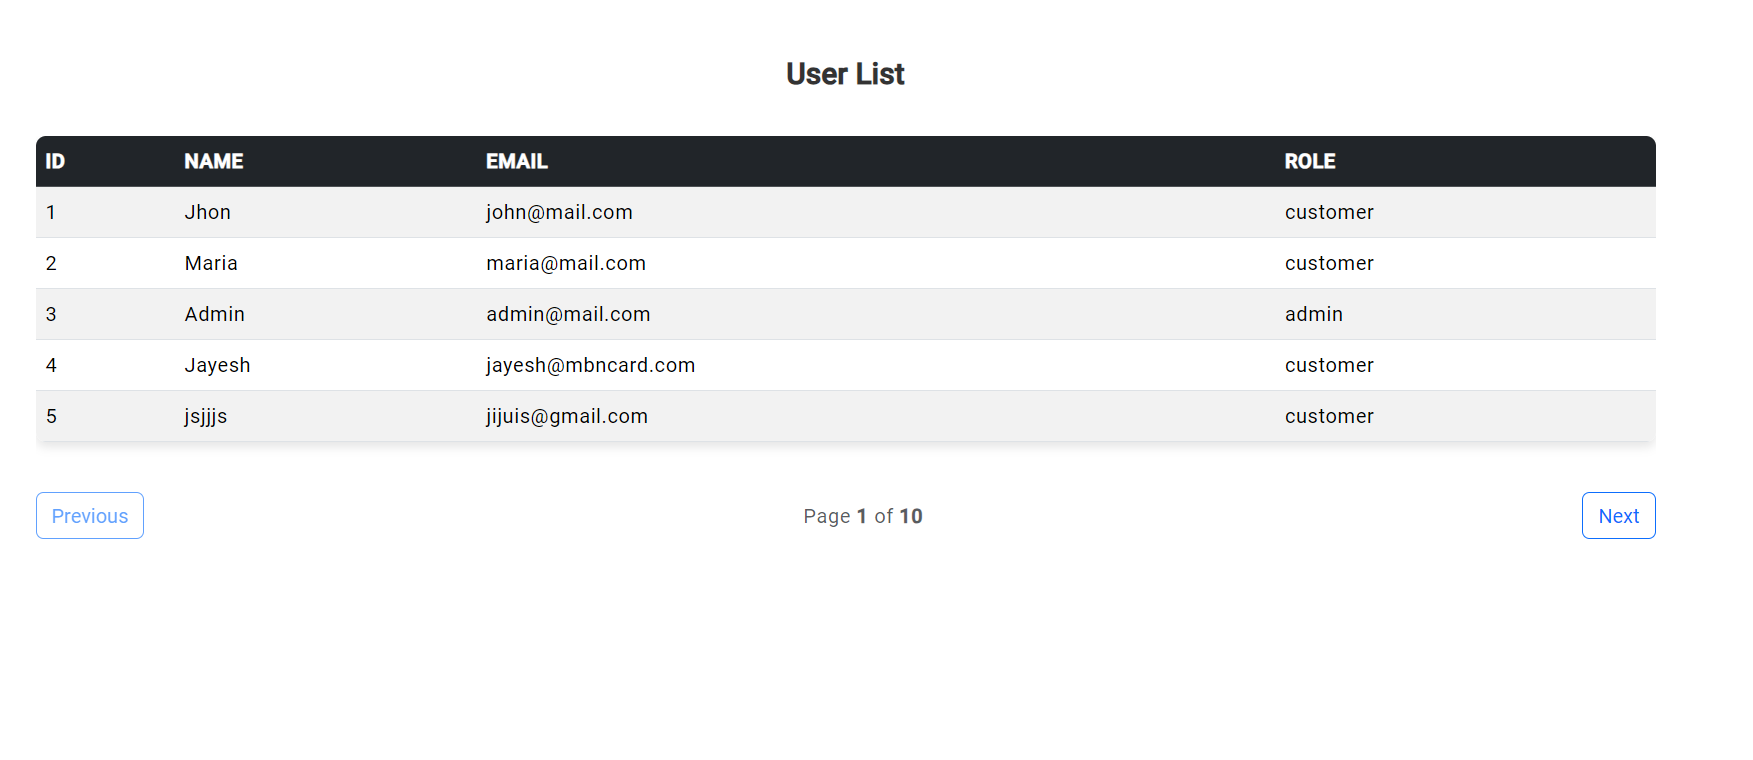 User List
ID NAME EMAIL ROLE
1 Jhon john@mail.com customer
2 Maria maria@mail.com customer
3 Admin admin@mail.com admin
4 Jayesh jayesh@mbncard.com customer
5 jsjjjs jijuis@gmail.com customer
Previous Page 1 of 10 Next